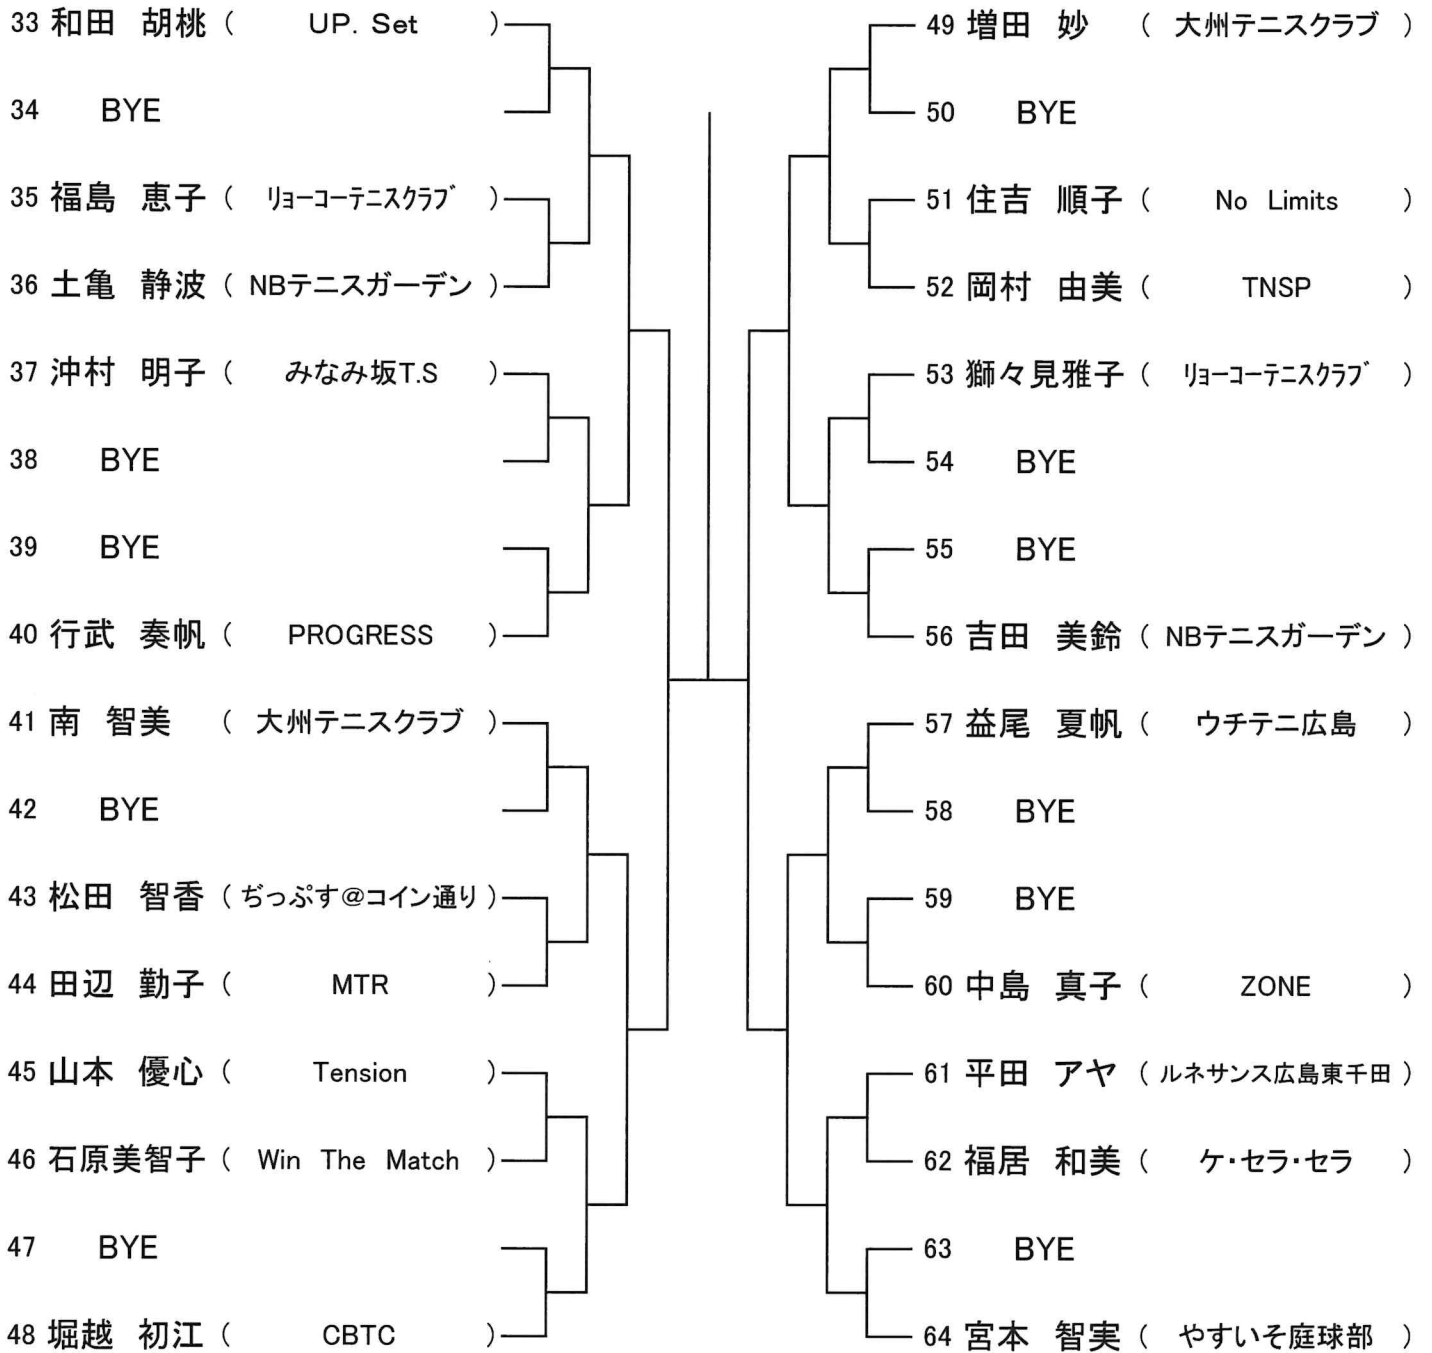 33 和田 胡桃 ( UP. Set )
34 BYE
35 福島 恵子 ( リョーコーテニスクラブ )
36 土亀 静波 ( NBテニスガーデン )
37 沖村 明子 ( みなみ坂T.S )
38 BYE
39 BYE
40 行武 奏帆 ( PROGRESS )
41 南 智美 ( 大州テニスクラブ )
42 BYE
43 松田 智香 ( ぢっぷす@コイン通り )
44 田辺 勤子 ( MTR )
45 山本 優心 ( Tension )
46 石原美智子 ( Win The Match )
47 BYE
48 堀越 初江 ( CBTC )
49 増田 妙 ( 大州テニスクラブ )
50 BYE
51 住吉 順子 ( No Limits )
52 岡村 由美 ( TNSP )
53 獅々見雅子 ( リョーコーテニスクラブ )
54 BYE
55 BYE
56 吉田 美鈴 ( NBテニスガーデン )
57 益尾 夏帆 ( ウチテニ広島 )
58 BYE
59 BYE
60 中島 真子 ( ZONE )
61 平田 アヤ ( ルネサンス広島東千田 )
62 福居 和美 ( ケ・セラ・セラ )
63 BYE
64 宮本 智実 ( やすいそ庭球部 )